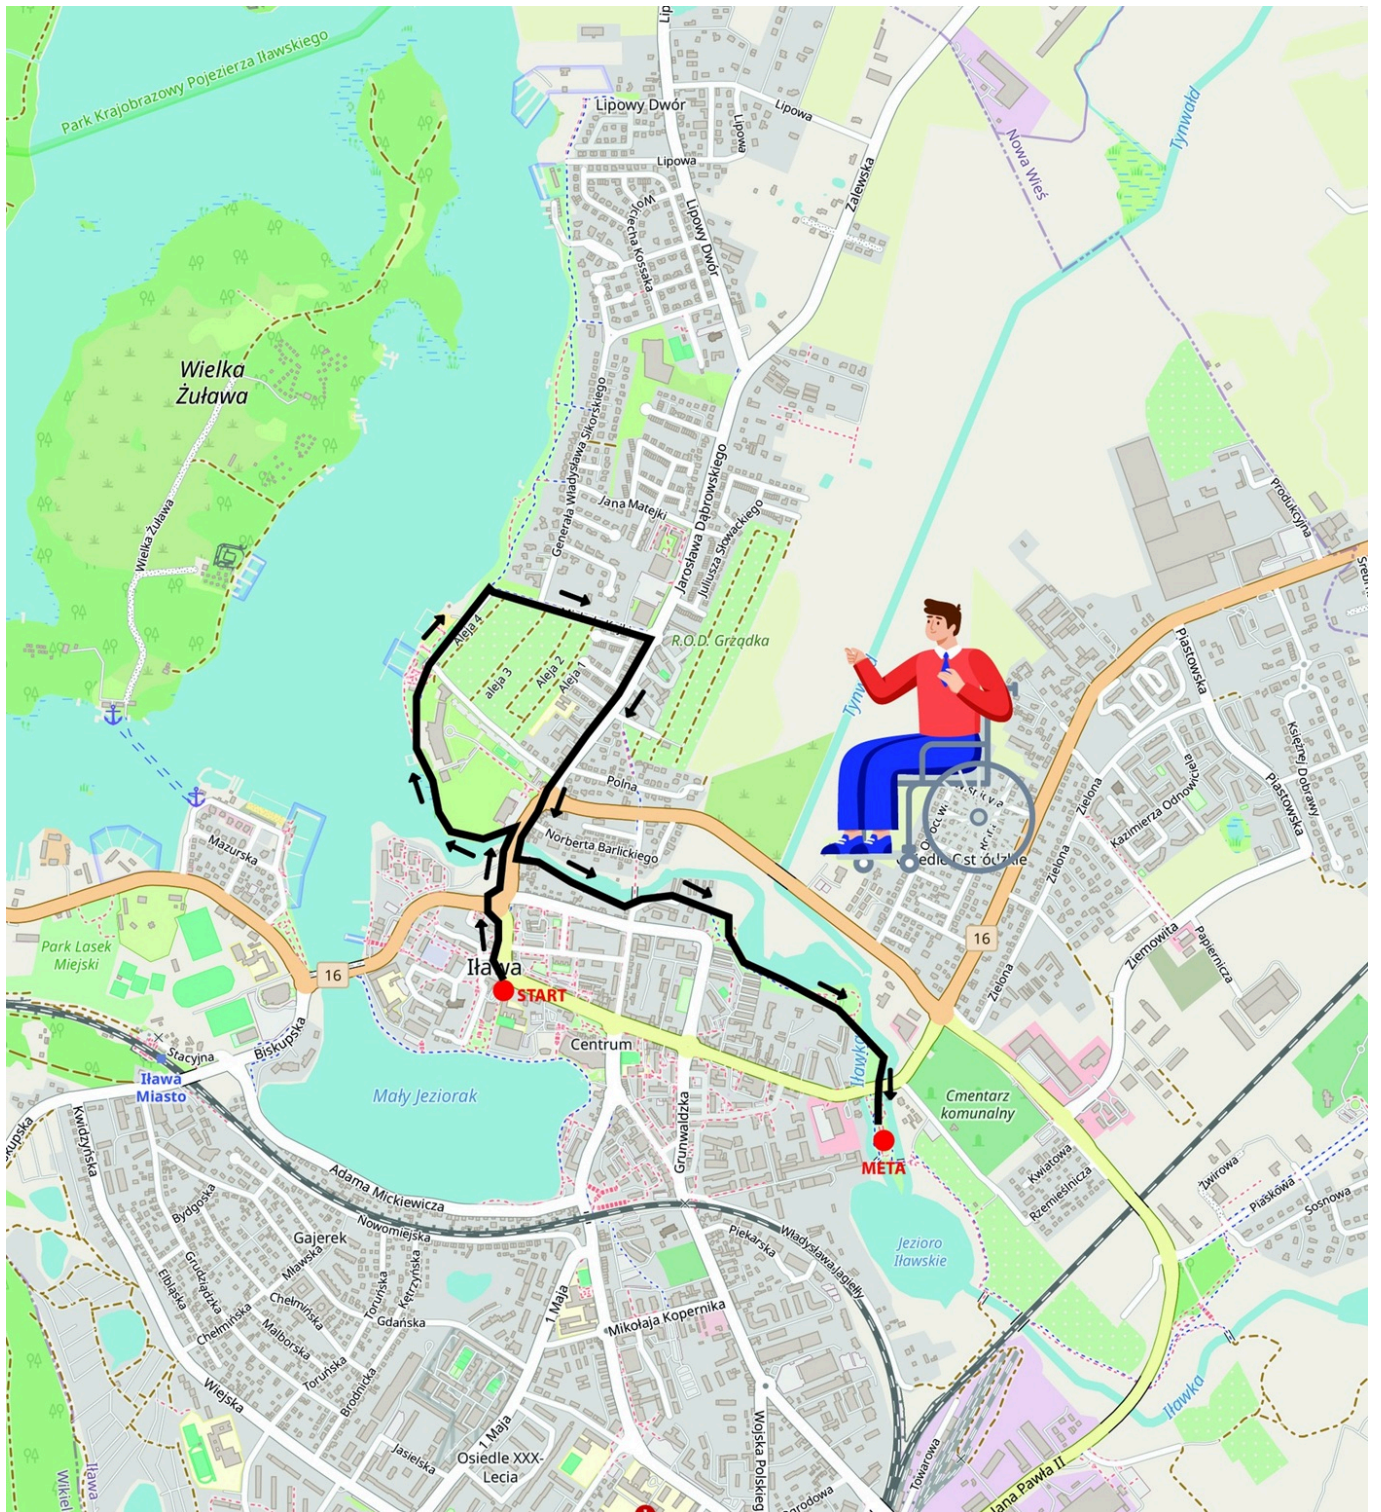 Lip
Park Krajobrazowy Pojezierza Iławskiego
Lipowy Dwór
Lipowa
Lipowa
Lipowa
Tynwałd
Nowa Wieś
Zalewska
Wojciecha Kossaka
Lipowy Dwór
Wielka
Żuława
Generała Władysława Sikorskiego
Jarosława Dąbrowskiego
Jana Matejki
Juliusza Słowackiego
Produkcyjna
Wielka Żuława
Aleja 4
R.O.D. Grządka
aleja 3
Aleja 2
Aleja 1
Piastowska
Księżnej Dobrawy
Polna
Zielona
Kazimierza Odnowiciela
Piastowska
Norberta Barlickiego
Mazurska
Zielona
16
Park Lasek
Miejski
16
Ziemowita
Papiernicza
Iława
START
Zielona
Biskupska
Stacyjna
Centrum
Iławka
Iława
Miasto
Mały Jeziorak
Cmentarz
komunalny
Kwidzyńska
Grunwaldzka
META
Kwiatowa
Rzemieślnicza
Żwirowa
Piaskowa
Sosnowa
Adama Mickiewicza
Bydgoska
Nowomiejska
Gajerek
Piekarska
Władysława Jagiełły
Jezioro
Iławskie
Mławska
Grudziądzka
Elbląska
Toruńska
Kętrzyńska
Chełmińska
Chełmińska
Gdańska
1 Maja
Mikołaja Kopernika
Malborska
Toruńska
Brodnicka
Wiejska
Iławka
1 Maja
Jasielska
Osiedle XXX-
Lecia
Wojska Polskieg
Towarowa
Jana Pawła II
Iława
Wikiel